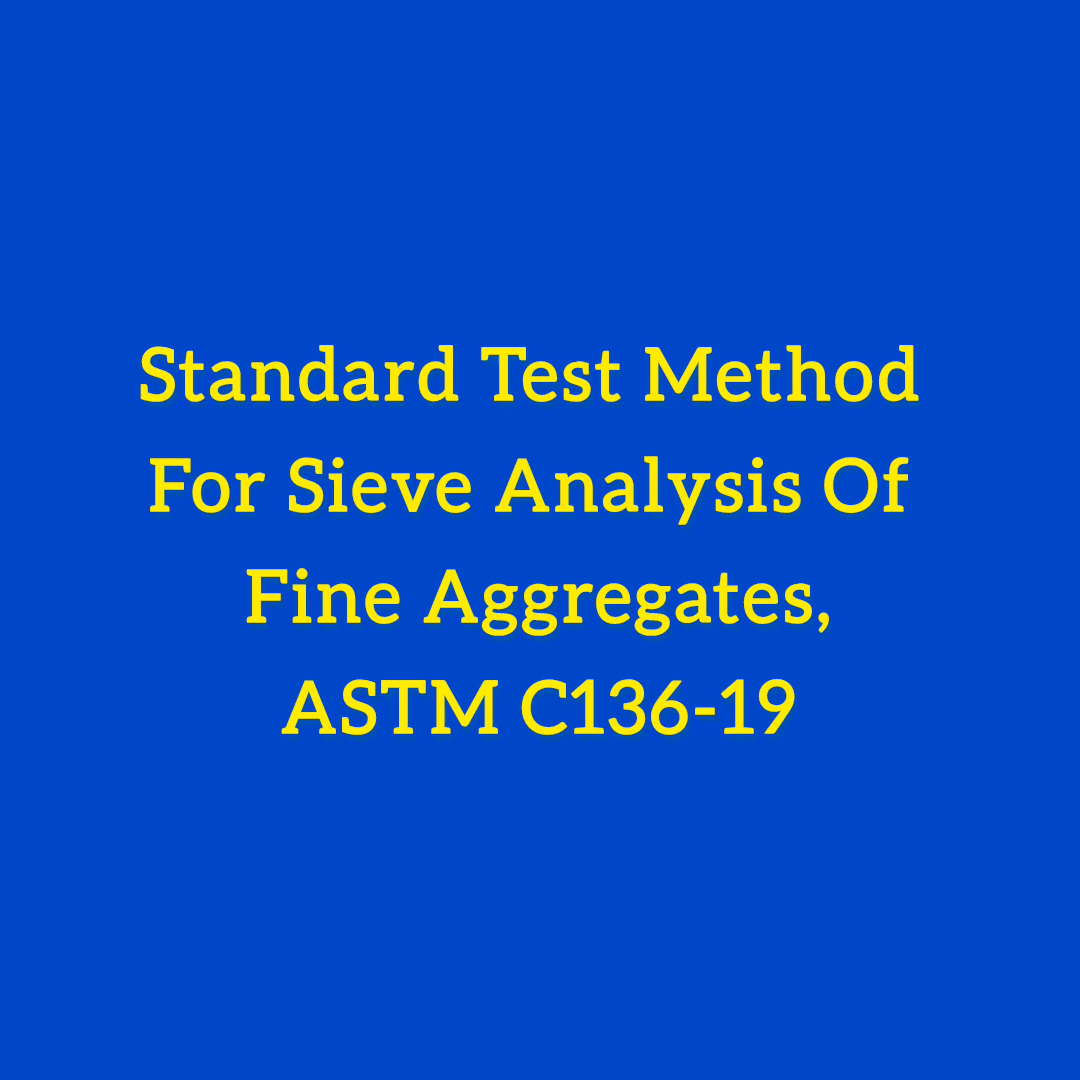 Standard Test Method
For Sieve Analysis Of
Fine Aggregates,
ASTM C136-19